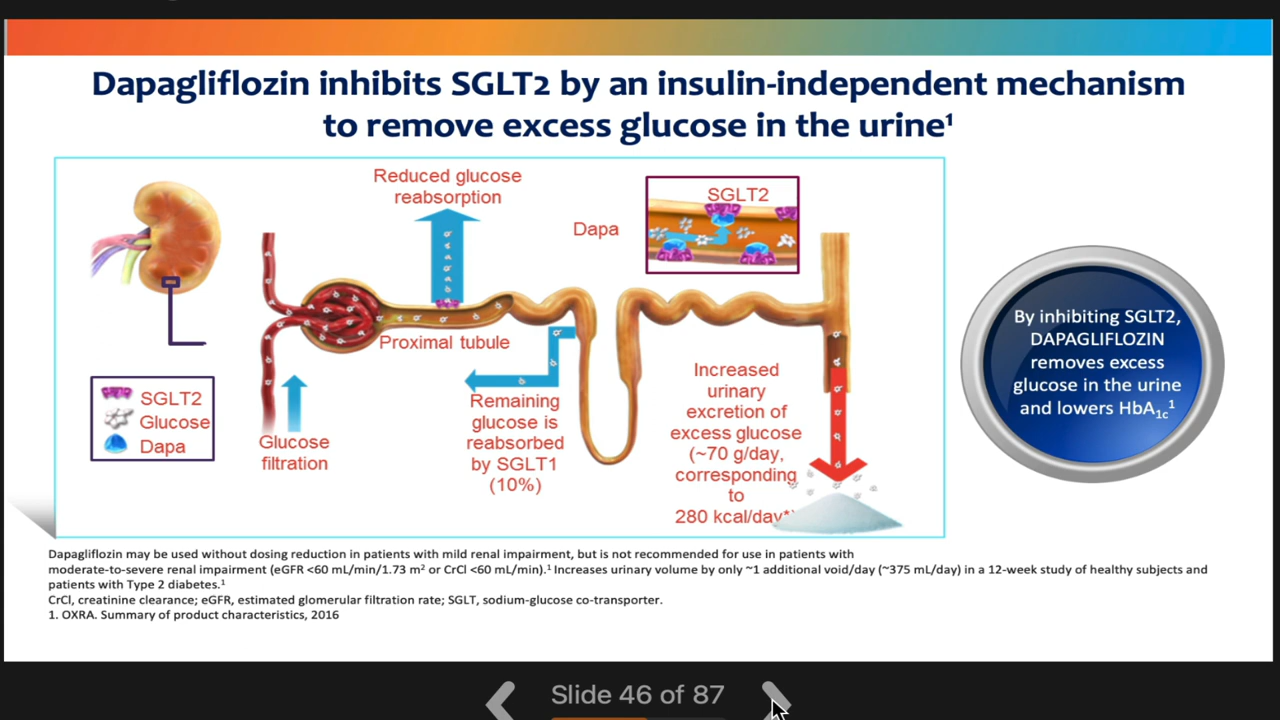 Dapagliflozin inhibits SGLT2 by an insulin-independent mechanism
to remove excess glucose in the urine¹
Reduced glucose
reabsorption
Dapa
SGLT2
Proximal tubule
SGLT2
Glucose
Dapa
Glucose
filtration
Remaining
glucose is
reabsorbed
by SGLT1
(10%)
Increased
urinary
excretion of
excess glucose
(~70 g/day,
corresponding
to
280 kcal/day*)
By inhibiting SGLT2,
DAPAGLIFLOZIN
removes excess
glucose in the urine
and lowers HbA1c¹
Dapagliflozin may be used without dosing reduction in patients with mild renal impairment, but is not recommended for use in patients with
moderate-to-severe renal impairment (eGFR <60 mL/min/1.73 m² or CrCl <60 mL/min).¹ Increases urinary volume by only ~1 additional void/day (~375 mL/day) in a 12-week study of healthy subjects and
patients with Type 2 diabetes.¹
CrCl, creatinine clearance; eGFR, estimated glomerular filtration rate; SGLT, sodium-glucose co-transporter.
1. OXRA. Summary of product characteristics, 2016
Slide 46 of 87